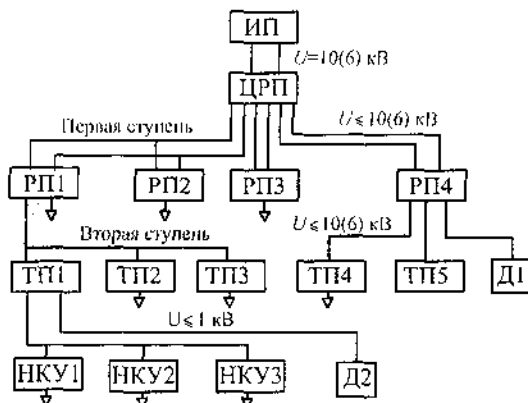 ИП
U=10(6) кВ
ЦРП
Первая ступень
U⩽10(6) кВ
РП1
РП2
РП3
РП4
Вторая ступень
U⩽10(6) кВ
ТП1
ТП2
ТП3
ТП4
ТП5
Д1
U⩽1 кВ
НКУ1
НКУ2
НКУ3
Д2